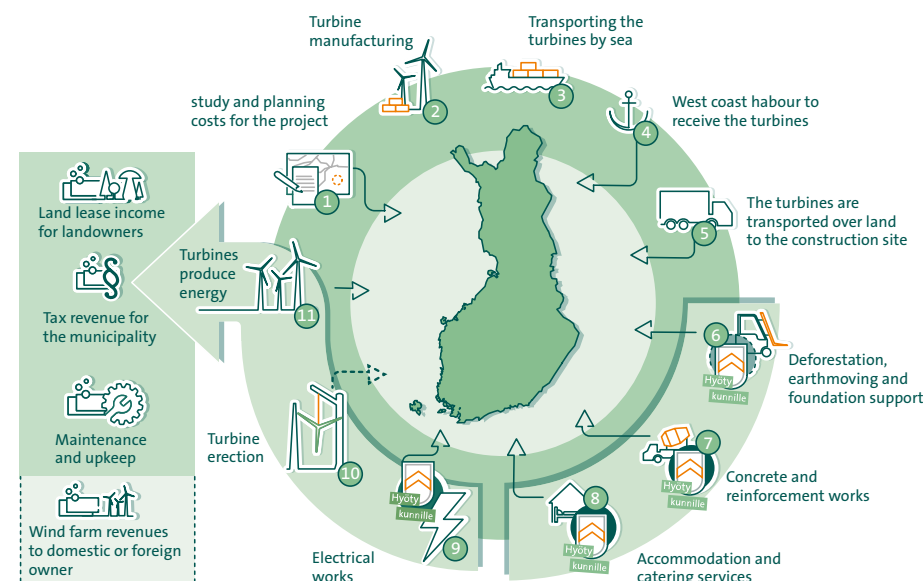 Turbine
manufacturing
2
Transporting the
turbines by sea
3
study and planning
costs for the project
1
West coast habour to
receive the turbines
4
The turbines are
transported over land
to the construction site
5
Land lease income
for landowners
Tax revenue for
the municipality
Maintenance
and upkeep
Wind farm revenues
to domestic or foreign
owner
Turbines
produce
energy
11
6
Hyöty
kunnille
Deforestation,
earthmoving and
foundation support
7
Hyöty
kunnille
Concrete and
reinforcement works
8
Hyöty
kunnille
Accommodation and
catering services
9
Hyöty
kunnille
Electrical
works
10
Turbine
erection